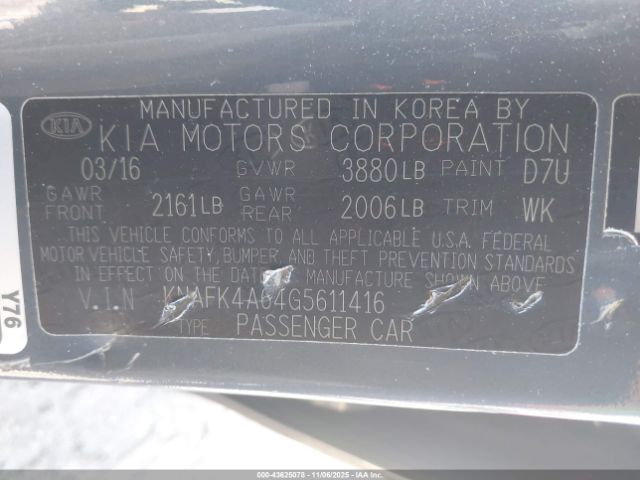 MANUFACTURED IN KOREA BY
KIA KIA MOTORS CORPORATION
03/16 GVWR 3880LB PAINT D7U
GAWR FRONT 2161LB GAWR REAR 2006LB TRIM WK
THIS VEHICLE CONFORMS TO ALL APPLICABLE U.S.A. FEDERAL
MOTOR VEHICLE SAFETY, BUMPER, AND THEFT PREVENTION STANDARDS
IN EFFECT ON THE DATE OF MANUFACTURE SHOWN ABOVE.
V.I.N KNAFK4A64G5611416
TYPE PASSENGER CAR
Y76
000-43625078 - 11/06/2025 - IAAI.COM